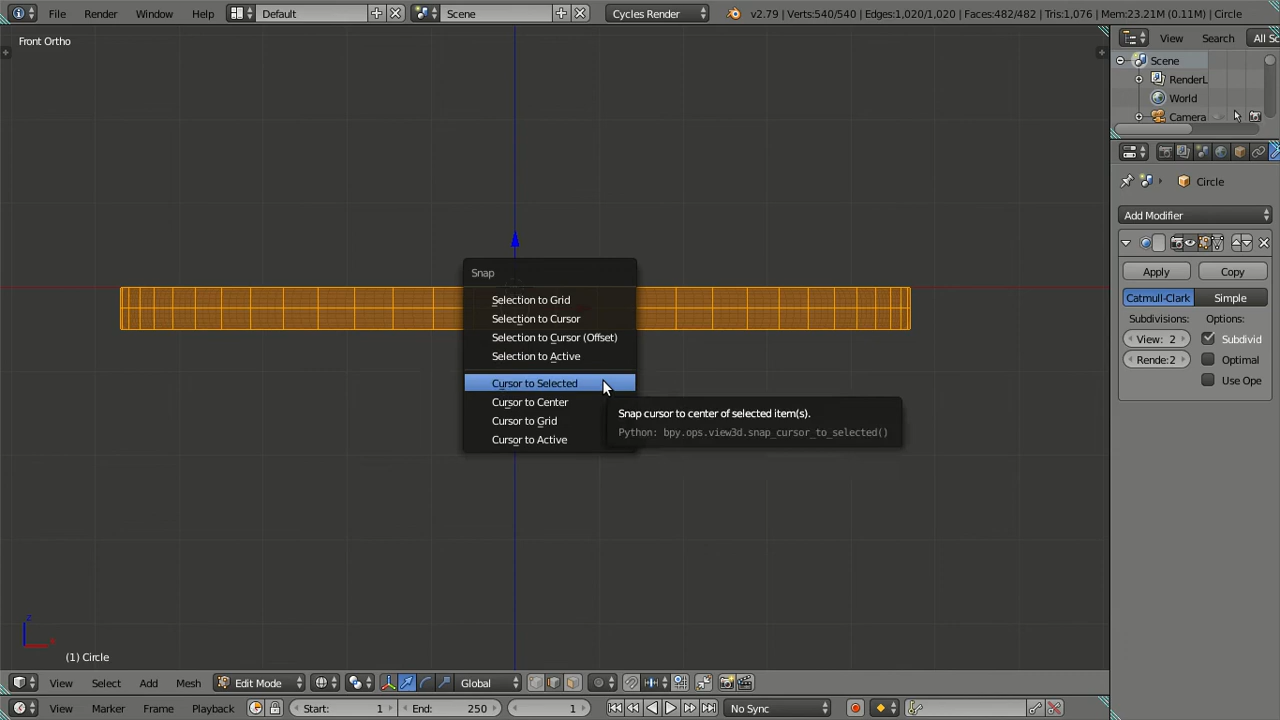 File Render Window Help Default Scene Cycles Render v2.79 | Verts:540/540 | Edges:1,020/1,020 | Faces:482/482 | Tris:1,076 | Mem:23.21M (0.11M) | Circle
Front Ortho
View Search All Sc
Scene
RenderL
World
Camera
Circle
Add Modifier
Apply Copy
Catmull-Clark Simple
Subdivisions: Options:
View: 2 Subdivid
Rende:2 Optimal
Use Ope
Snap
Selection to Grid
Selection to Cursor
Selection to Cursor (Offset)
Selection to Active
Cursor to Selected
Cursor to Center
Cursor to Grid
Cursor to Active
Snap cursor to center of selected item(s).
Python: bpy.ops.view3d.snap_cursor_to_selected()
z
x
(1) Circle
View Select Add Mesh Edit Mode Global
View Marker Frame Playback Start: 1 End: 250 1 No Sync